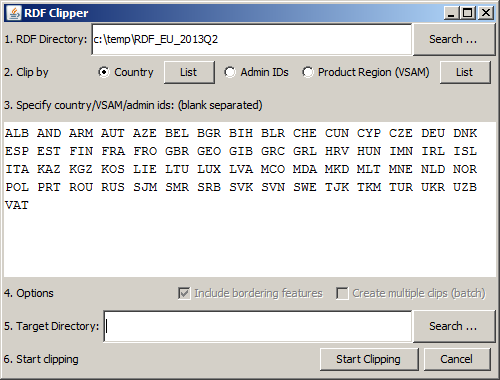 RDF Clipper
1. RDF Directory: c:\temp\RDF_EU_2013Q2 Search ...
2. Clip by Country List Admin IDs Product Region (VSAM) List
3. Specify country/VSAM/admin ids: (blank separated)
ALB AND ARM AUT AZE BEL BGR BIH BLR CHE CUN CYP CZE DEU DNK
ESP EST FIN FRA FRO GBR GEO GIB GRC GRL HRV HUN IMN IRL ISL
ITA KAZ KGZ KOS LIE LTU LUX LVA MCO MDA MKD MLT MNE NLD NOR
POL PRT ROU RUS SJM SMR SRB SVK SVN SWE TJK TKM TUR UKR UZB
VAT
4. Options Include bordering features Create multiple clips (batch)
5. Target Directory: Search ...
6. Start clipping Start Clipping Cancel